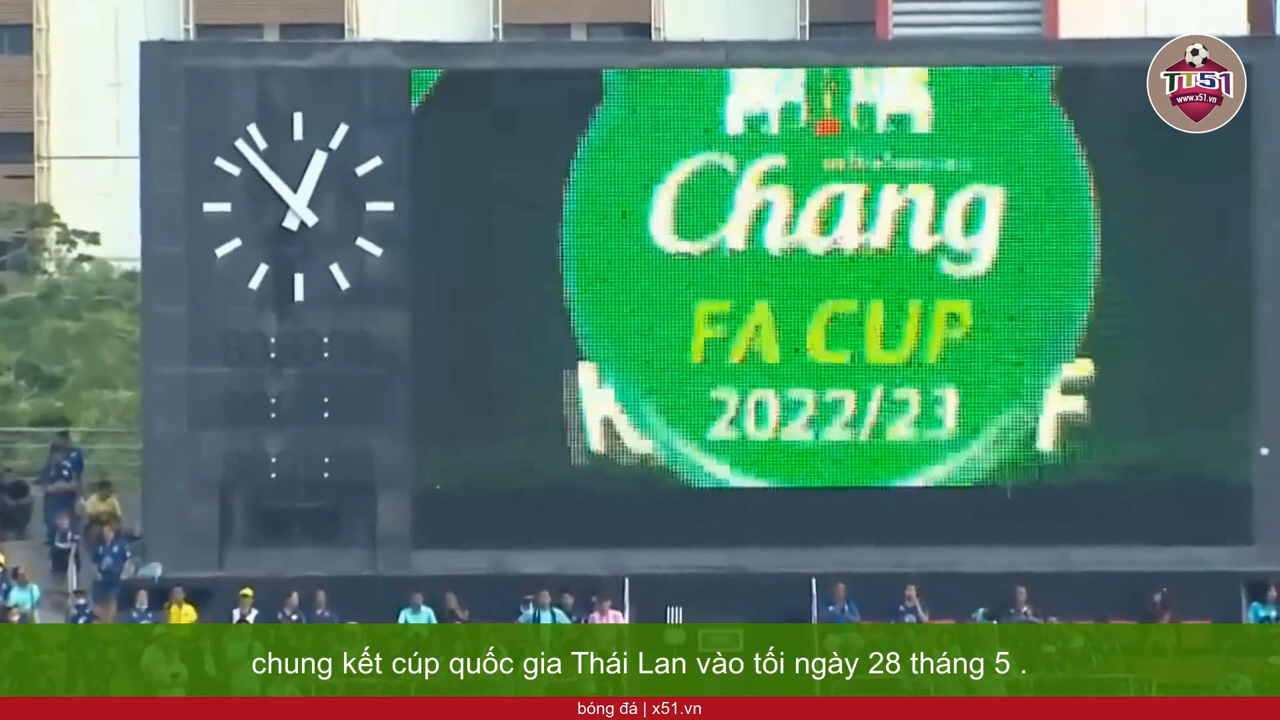 TT51
www.x51.vn
Chang
FA CUP
2022/23
K F
chung kết cúp quốc gia Thái Lan vào tối ngày 28 tháng 5 .
bóng đá | x51.vn